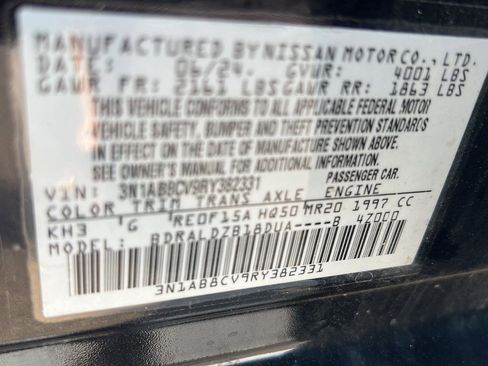 MANUFACTURED BY NISSAN MOTOR CO., LTD.
DATE: 06/24. GVWR: 4001 LBS
GAWR FR: 2161 LBS GAWR RR: 1863 LBS
THIS VEHICLE CONFORMS TO ALL APPLICABLE FEDERAL MOTOR
VEHICLE SAFETY, BUMPER AND THEFT PREVENTION STANDARDS
IN EFFECT ON THE DATE OF MANUFACTURE SHOWN ABOVE.
SEE OWNER'S MANUAL FOR ADDITIONAL INFORMATION
VIN: 3N1AB8CV9RY382331 PASSENGER CAR.
COLOR TRIM TRANS AXLE ENGINE
KH3 G RE0F15A HQ50 MR20 1997 CC
MODEL: BDRALDZB18DUA----B 4Z000
3N1AB8CV9RY382331